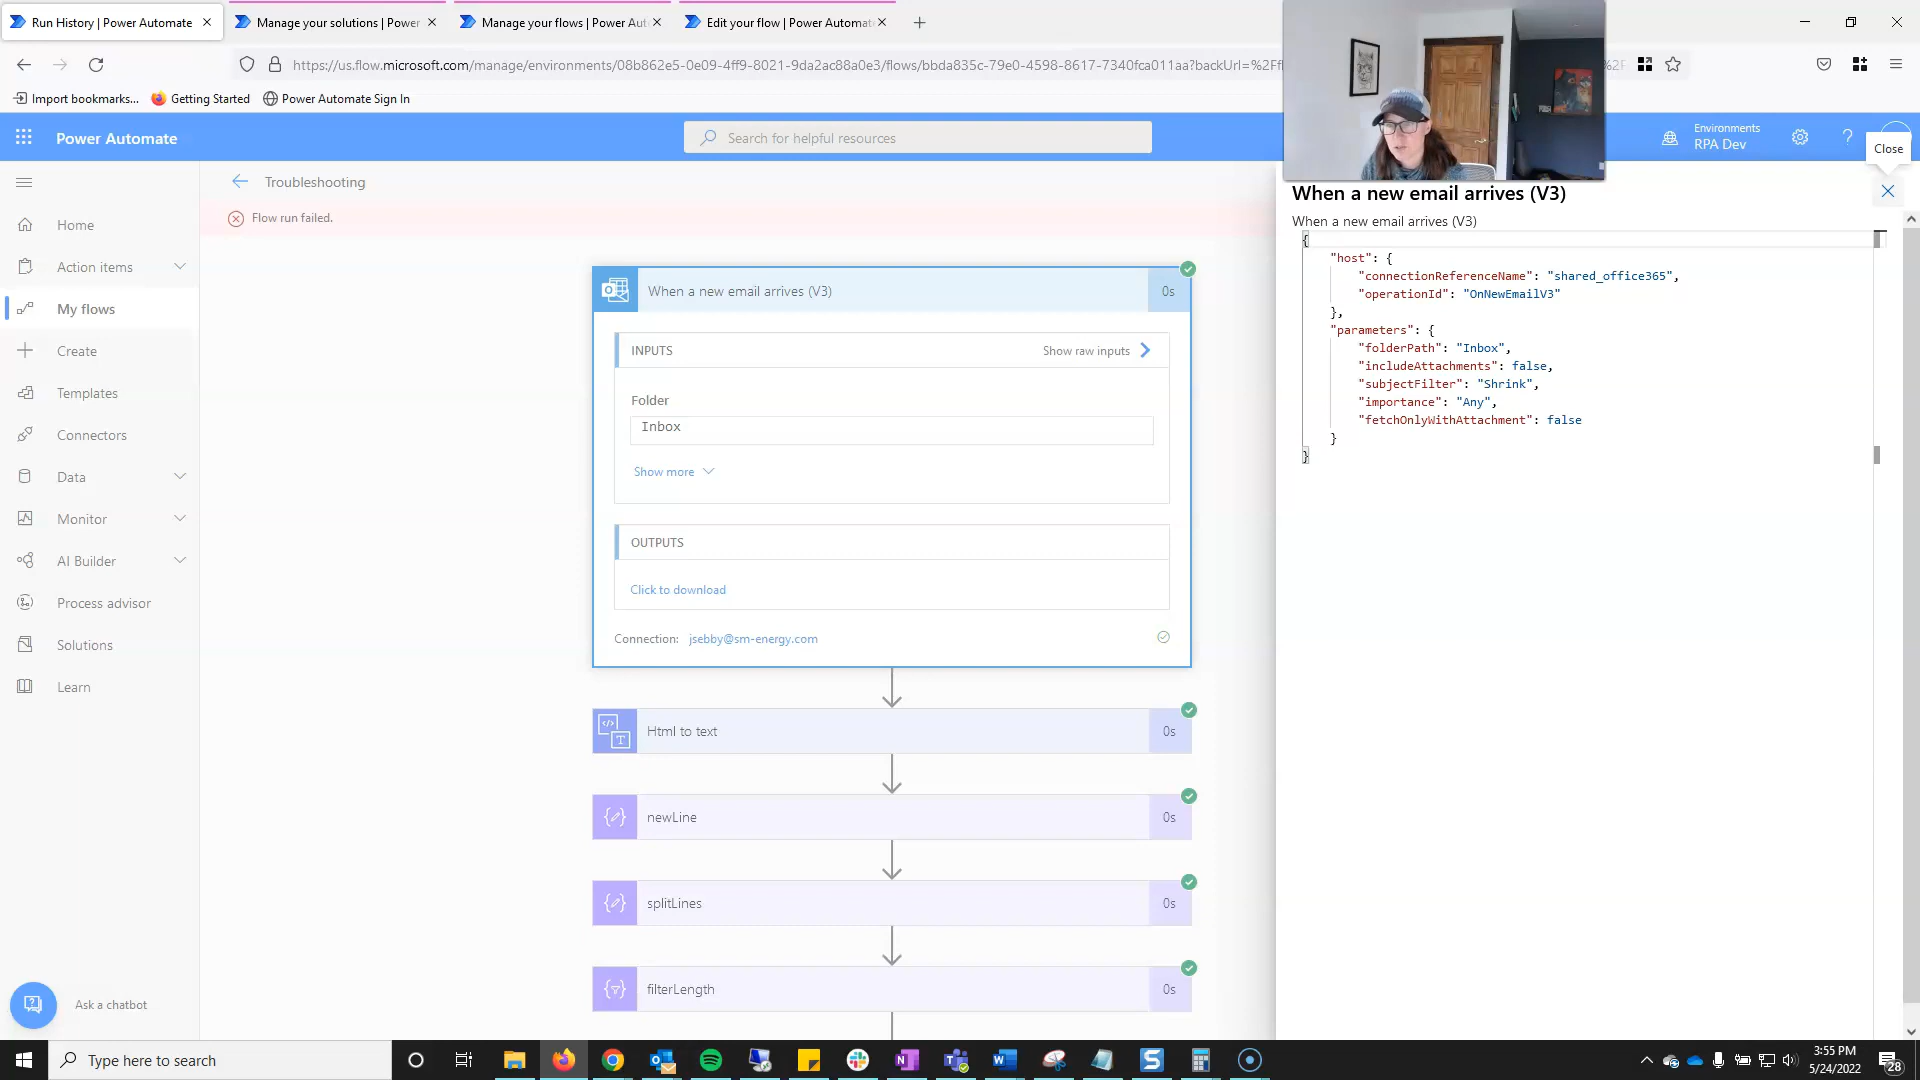 Run History | Power Automate
Manage your solutions | Power
Manage your flows | Power Aut
Edit your flow | Power Automate
https://us.flow.microsoft.com/manage/environments/08b862e5-0e09-4ff9-8021-9da2ac88a0e3/flows/bbda835c-79e0-4598-8617-7340fca011aa?backUrl=%2Ff
Import bookmarks...
Getting Started
Power Automate Sign In
Power Automate
Search for helpful resources
Environments
RPA Dev
Close
Home
Action items
My flows
Create
Templates
Connectors
Data
Monitor
AI Builder
Process advisor
Solutions
Learn
Ask a chatbot
Troubleshooting
Flow run failed.
When a new email arrives (V3)
0s
INPUTS
Show raw inputs
Folder
Inbox
Show more
OUTPUTS
Click to download
Connection: jsebby@sm-energy.com
Html to text
0s
newLine
0s
splitLines
0s
filterLength
0s
When a new email arrives (V3)
When a new email arrives (V3)
{
"host": {
"connectionReferenceName": "shared_office365",
"operationId": "OnNewEmailV3"
},
"parameters": {
"folderPath": "Inbox",
"includeAttachments": false,
"subjectFilter": "Shrink",
"importance": "Any",
"fetchOnlyWithAttachment": false
}
}
Type here to search
3:55 PM
5/24/2022
28